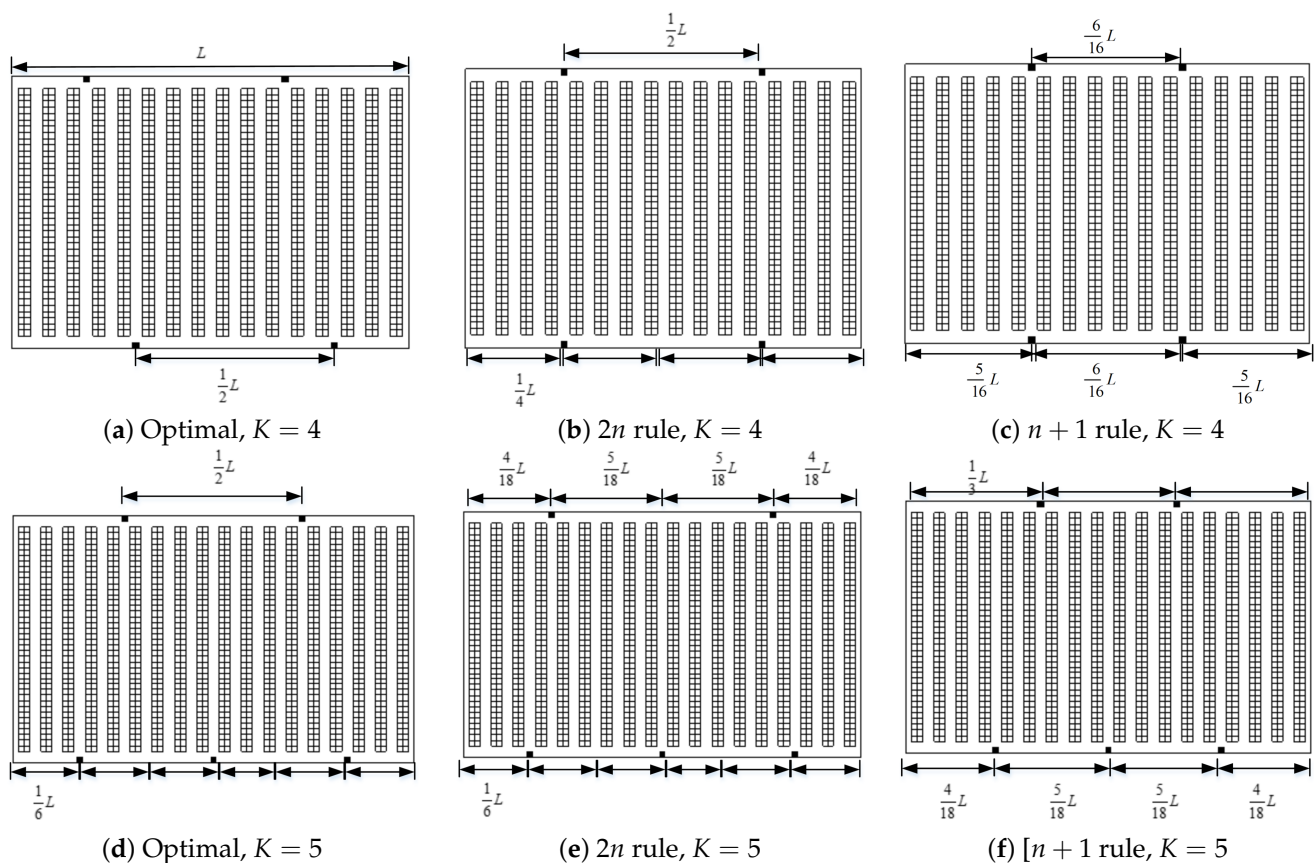 L
1/2 L
6/16 L
1/2 L
1/4 L
5/16 L
6/16 L
5/16 L
(a) Optimal, K = 4
(b) 2n rule, K = 4
(c) n + 1 rule, K = 4
1/2 L
4/18 L 5/18 L 5/18 L 4/18 L
1/3 L
1/6 L
1/6 L
4/18 L 5/18 L 5/18 L 4/18 L
(d) Optimal, K = 5
(e) 2n rule, K = 5
(f) [n + 1 rule, K = 5